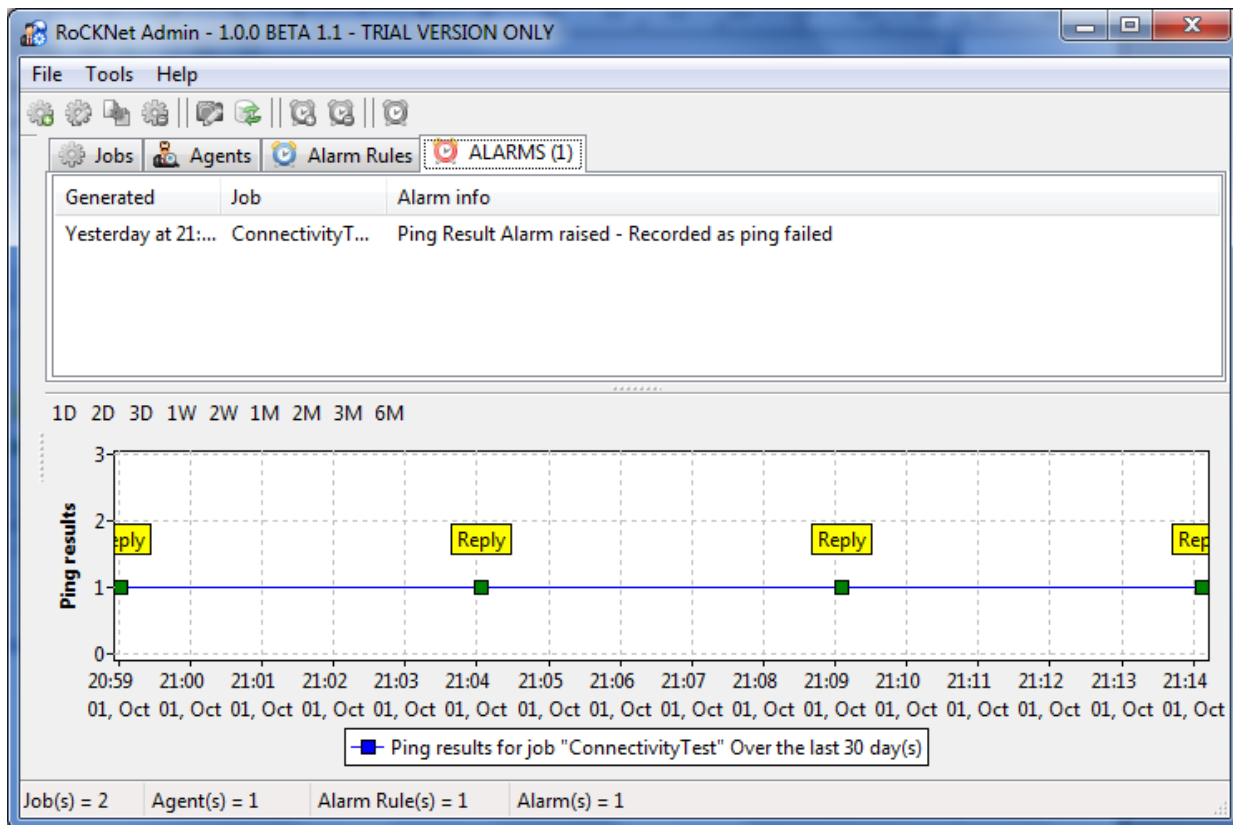 RoCKNet Admin - 1.0.0 BETA 1.1 - TRIAL VERSION ONLY
File Tools Help
Jobs Agents Alarm Rules ALARMS (1)
Generated Job Alarm info
Yesterday at 21:... ConnectivityT... Ping Result Alarm raised - Recorded as ping failed
1D 2D 3D 1W 2W 1M 2M 3M 6M
Ping results
3
2
1
0
eply Reply Reply Rep
20:59 21:00 21:01 21:02 21:03 21:04 21:05 21:06 21:07 21:08 21:09 21:10 21:11 21:12 21:13 21:14
01, Oct 01, Oct 01, Oct 01, Oct 01, Oct 01, Oct 01, Oct 01, Oct 01, Oct 01, Oct 01, Oct 01, Oct 01, Oct 01, Oct 01, Oct 01, Oct
Ping results for job "ConnectivityTest" Over the last 30 day(s)
Job(s) = 2 Agent(s) = 1 Alarm Rule(s) = 1 Alarm(s) = 1